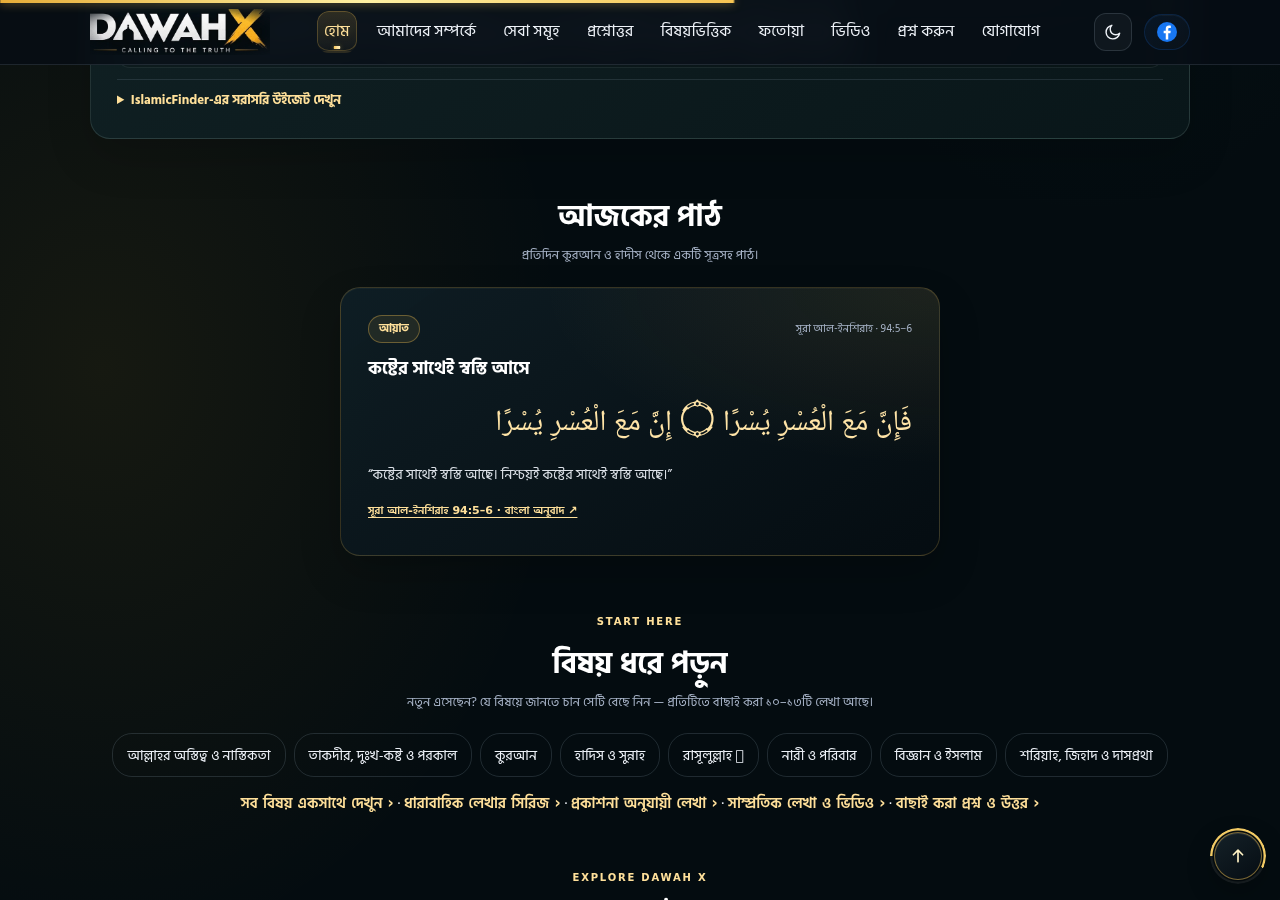 DAWAHX
CALLING TO THE TRUTH
হোম আমাদের সম্পর্কে সেবা সমূহ প্রশ্নোত্তর বিষয়ভিত্তিক ফতোয়া ভিডিও প্রশ্ন করুন যোগাযোগ
▶ IslamicFinder-এর সরাসরি উইজেট দেখুন
আজকের পাঠ
প্রতিদিন কুরআন ও হাদীস থেকে একটি সূত্রসহ পাঠ।
আয়াত সূরা আল-ইনশিরাহ · 94:5–6
কষ্টের সাথেই স্বস্তি আসে
فَإِنَّ مَعَ الْعُسْرِ يُسْرًا ۝ إِنَّ مَعَ الْعُسْرِ يُسْرًا
“কষ্টের সাথেই স্বস্তি আছে। নিশ্চয়ই কষ্টের সাথেই স্বস্তি আছে।”
সূরা আল-ইনশিরাহ 94:5–6 · বাংলা অনুবাদ ↗
START HERE
বিষয় ধরে পড়ুন
নতুন এসেছেন? যে বিষয়ে জানতে চান সেটি বেছে নিন — প্রতিটিতে বাছাই করা ১০–১৩টি লেখা আছে।
আল্লাহর অস্তিত্ব ও নাস্তিকতা তাকদীর, দুঃখ-কষ্ট ও পরকাল কুরআন হাদিস ও সুন্নাহ রাসূলুল্লাহ নারী ও পরিবার বিজ্ঞান ও ইসলাম শরিয়াহ, জিহাদ ও দাসপ্রথা
সব বিষয় একসাথে দেখুন › · ধারাবাহিক লেখার সিরিজ › · প্রকাশনা অনুযায়ী লেখা › · সাম্প্রতিক লেখা ও ভিডিও › · বাছাই করা প্রশ্ন ও উত্তর ›
EXPLORE DAWAH X